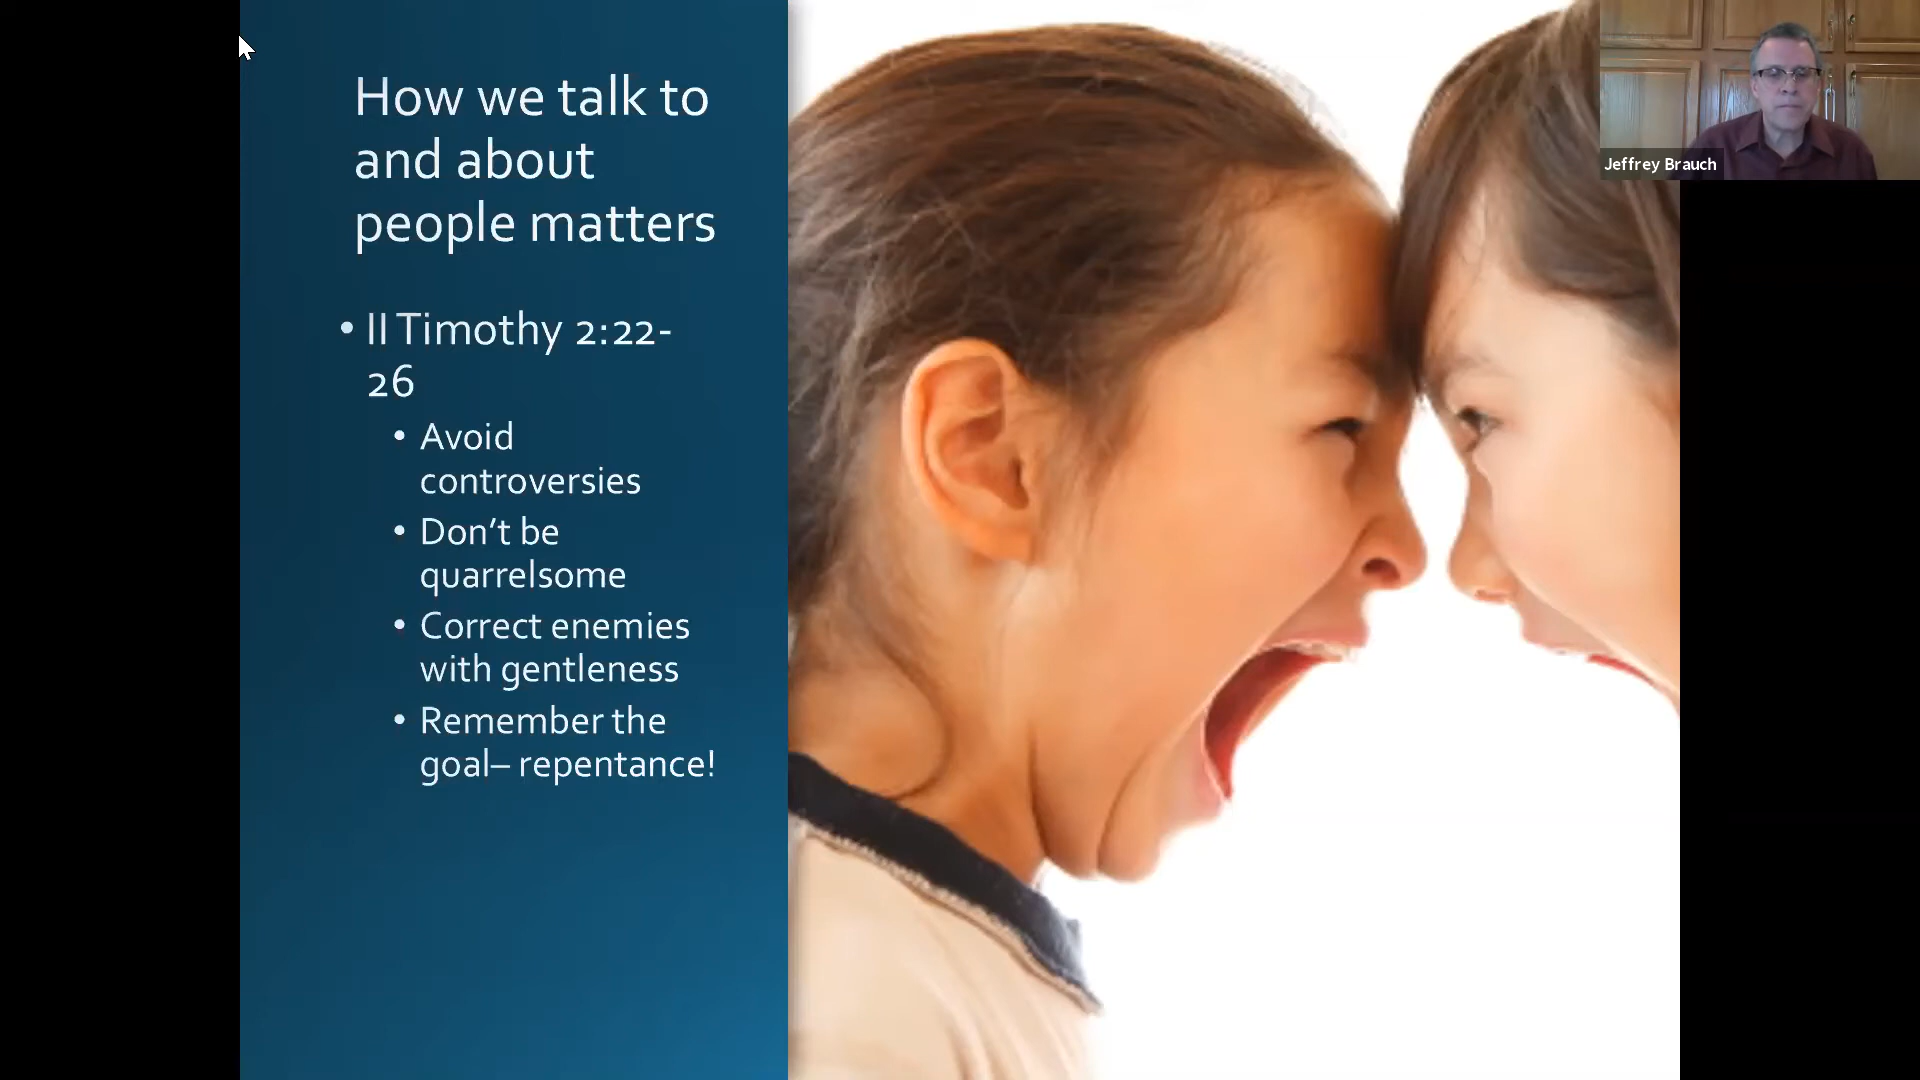 How we talk to
and about
people matters
• II Timothy 2:22-
26
• Avoid
controversies
• Don’t be
quarrelsome
• Correct enemies
with gentleness
• Remember the
goal– repentance!
Jeffrey Brauch